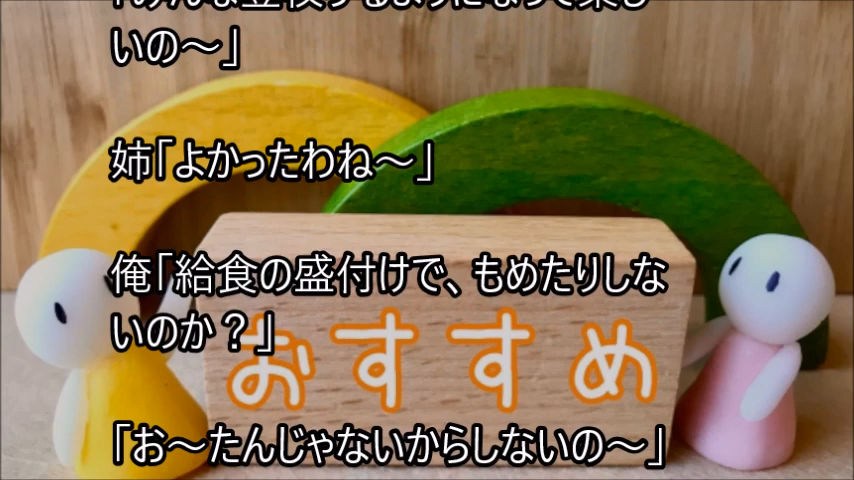 いの～」
姉「よかったわね～」
俺「給食の盛付けで、もめたりしな
いのか？」
おすすめ
「お～たんじゃないからしないの～」